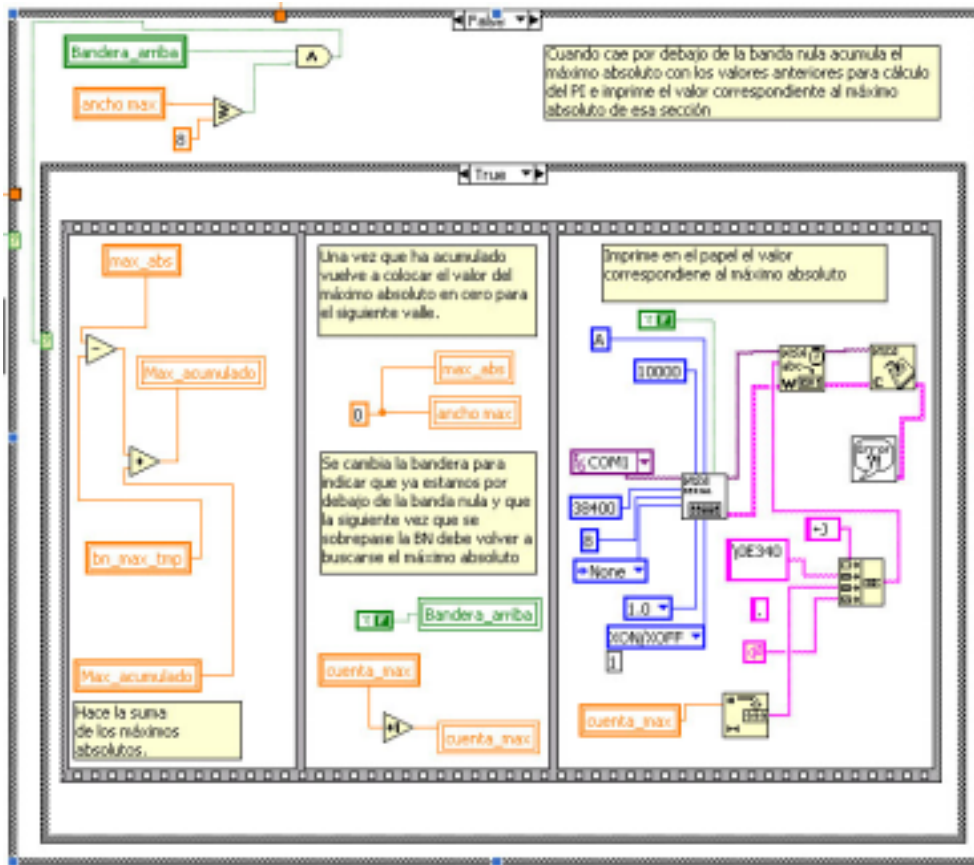 False
Bandera_arriba
ancho max
8
Cuando cae por debajo de la banda nula acumula el
máximo absoluto con los valores anteriores para cálculo
del PI e imprime el valor correspondiente al máximo
absoluto de esa sección
True
max_abs
Max_acumulado
bn_max_tmp
Max_acumulado
Hace la suma
de los máximos
absolutos.
Una vez que ha acumulado
vuelve a colocar el valor del
máximo absoluto en cero para
el siguiente valle.
max_abs
0
ancho max
Se cambia la bandera para
indicar que ya estamos por
debajo de la banda nula y que
la siguiente vez que se
sobrepase la BN debe volver a
buscarse el máximo absoluto
Bandera_arriba
cuenta_max
+1
cuenta_max
Imprime en el papel el valor
correspondiene al máximo absoluto
A
10000
COM1
38400
8
None
1.0
XON/XOFF
1
cuenta_max
VISA
abc
W
VISA
C
Error
?!
\0E340
.